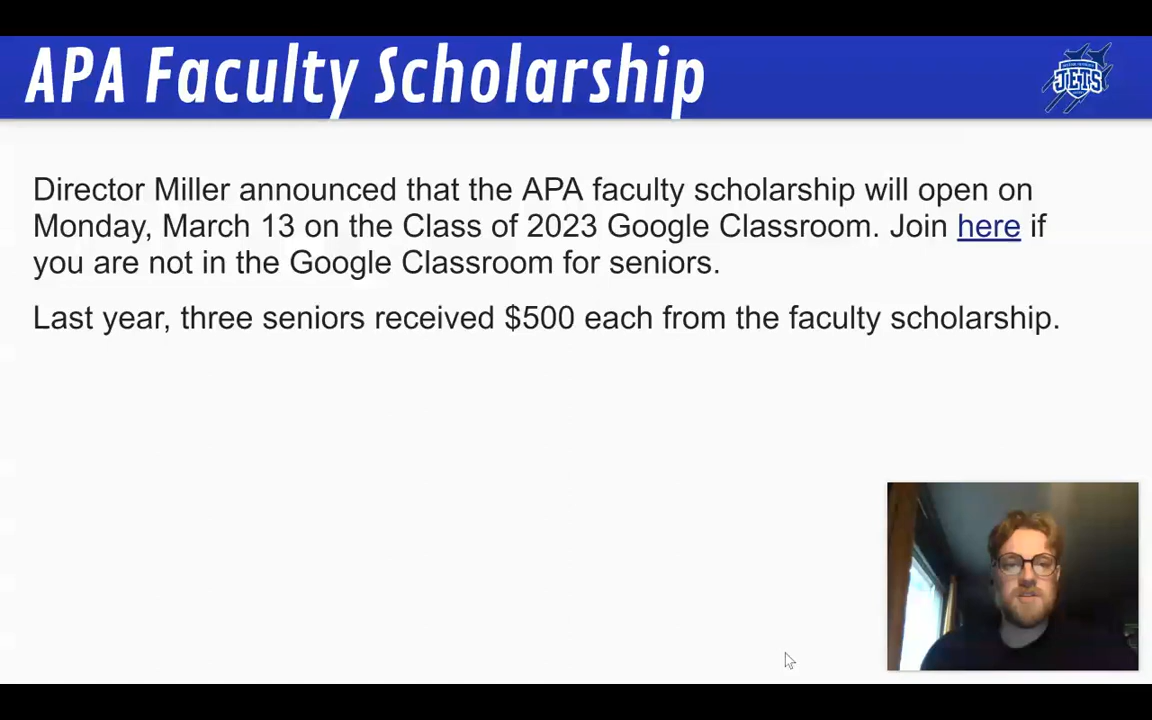 APA Faculty Scholarship
JETS
Director Miller announced that the APA faculty scholarship will open on
Monday, March 13 on the Class of 2023 Google Classroom. Join here if
you are not in the Google Classroom for seniors.
Last year, three seniors received $500 each from the faculty scholarship.